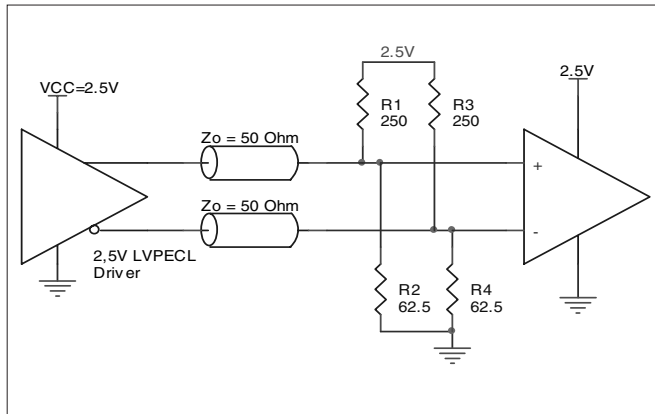 2.5V
VCC=2.5V
2.5V
R1
250
R3
250
Zo = 50 Ohm
+
Zo = 50 Ohm
-
2,5V LVPECL
Driver
R2
62.5
R4
62.5